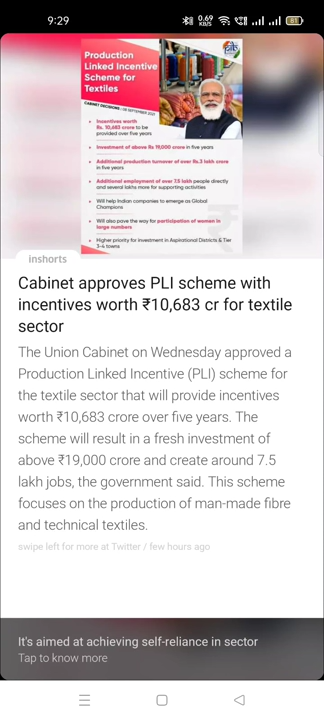 9:29
0.69
KB/S
81
Production
Linked Incentive
Scheme for
Textiles
CABINET DECISIONS | 08 SEPTEMBER 2021
Incentives worth
Rs. 10,683 crore to be
provided over five years
Investment of above Rs 19,000 crore in five years
Additional production turnover of over Rs.3 lakh crore
in five years
Additional employment of over 7.5 lakh people directly
and several lakhs more for supporting activities
Will help Indian companies to emerge as Global
Champions
Will also pave the way for participation of women in
large numbers
Higher priority for investment in Aspirational Districts & Tier
3-4 towns
inshorts
Cabinet approves PLI scheme with
incentives worth ₹10,683 cr for textile
sector
The Union Cabinet on Wednesday approved a
Production Linked Incentive (PLI) scheme for
the textile sector that will provide incentives
worth ₹10,683 crore over five years. The
scheme will result in a fresh investment of
above ₹19,000 crore and create around 7.5
lakh jobs, the government said. This scheme
focuses on the production of man-made fibre
and technical textiles.
swipe left for more at Twitter / few hours ago
It's aimed at achieving self-reliance in sector
Tap to know more